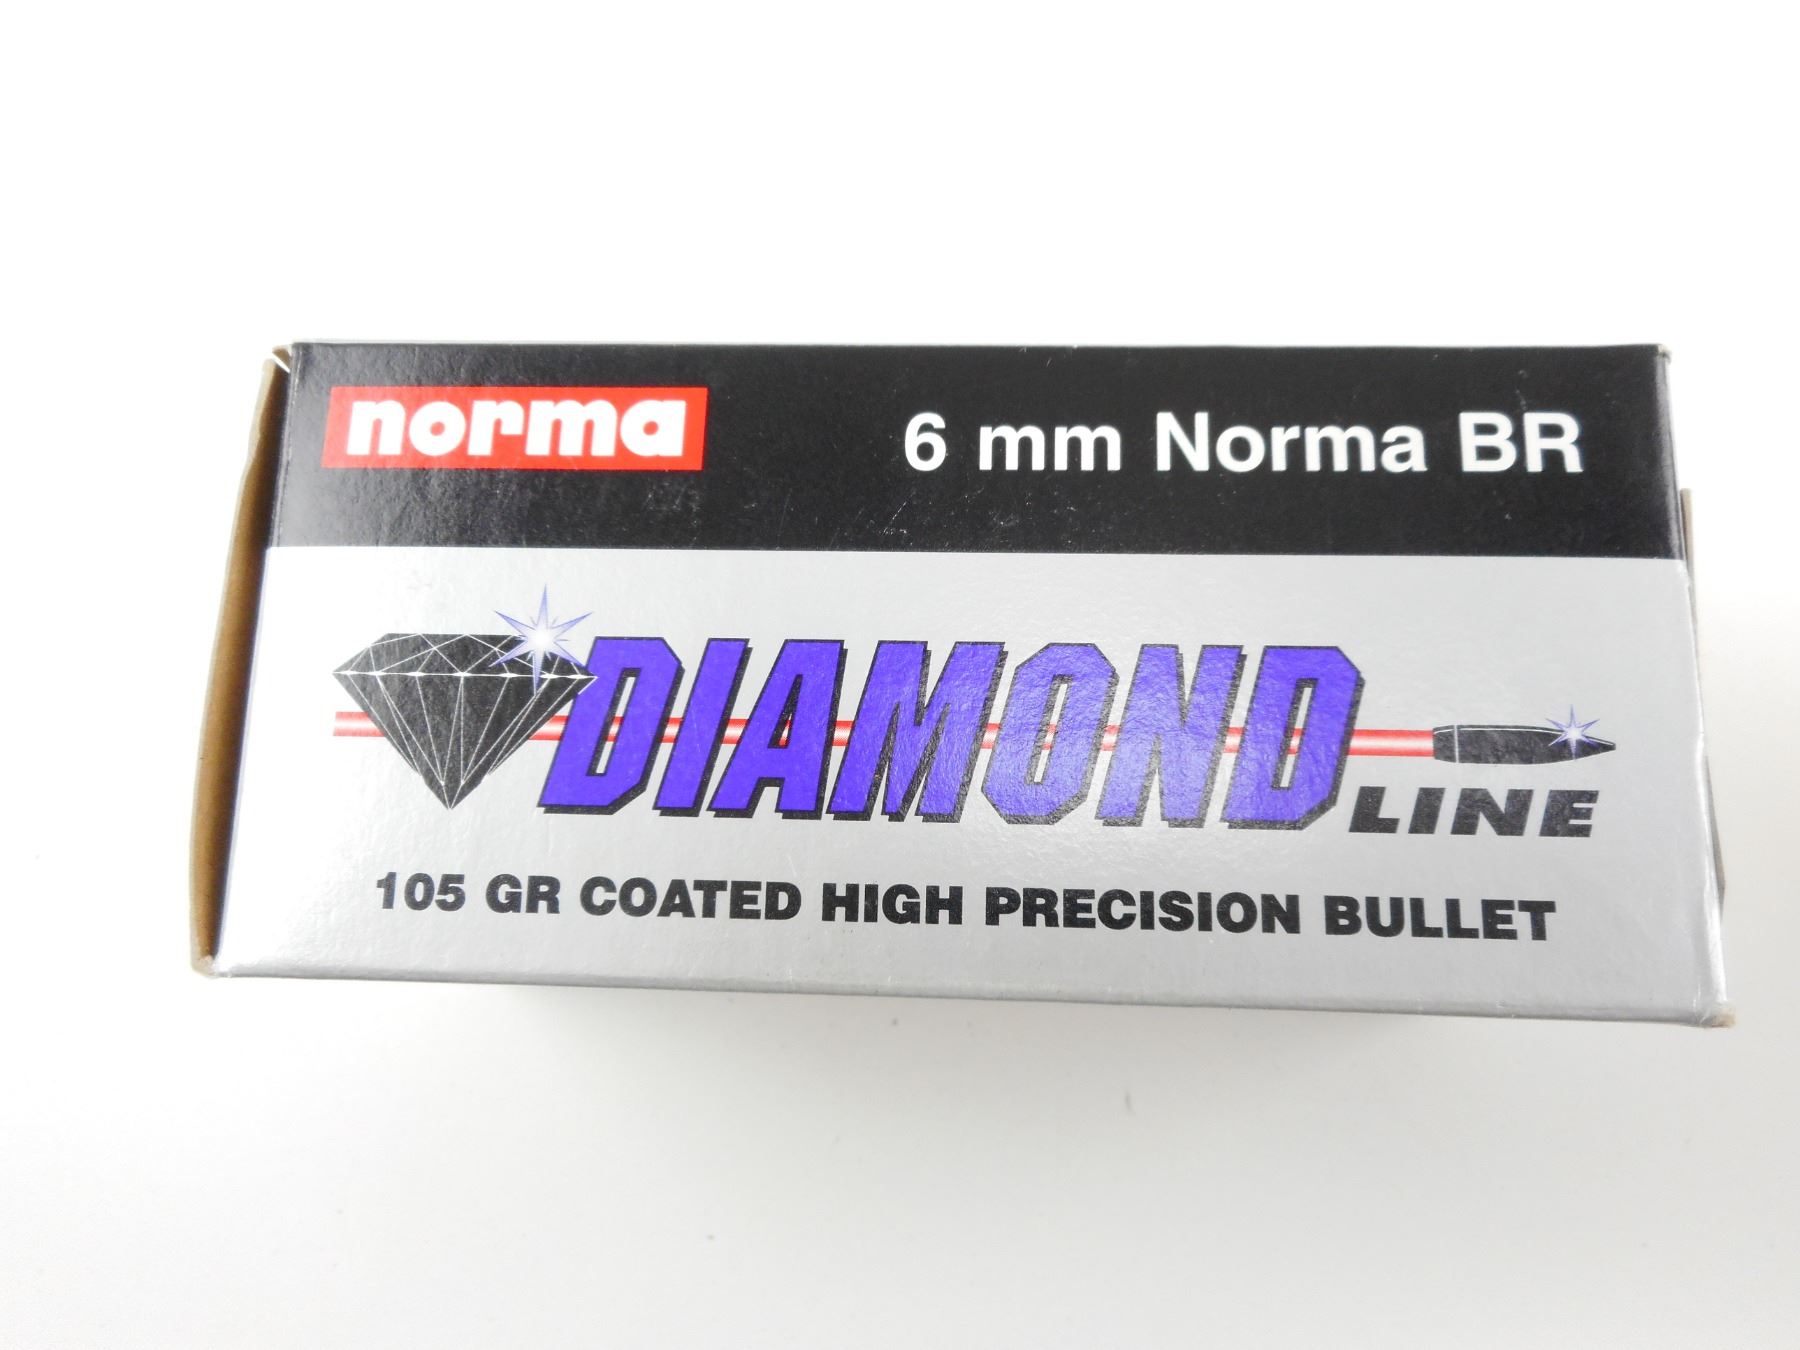 norma
6 mm Norma BR
DIAMOND
LINE
105 GR COATED HIGH PRECISION BULLET